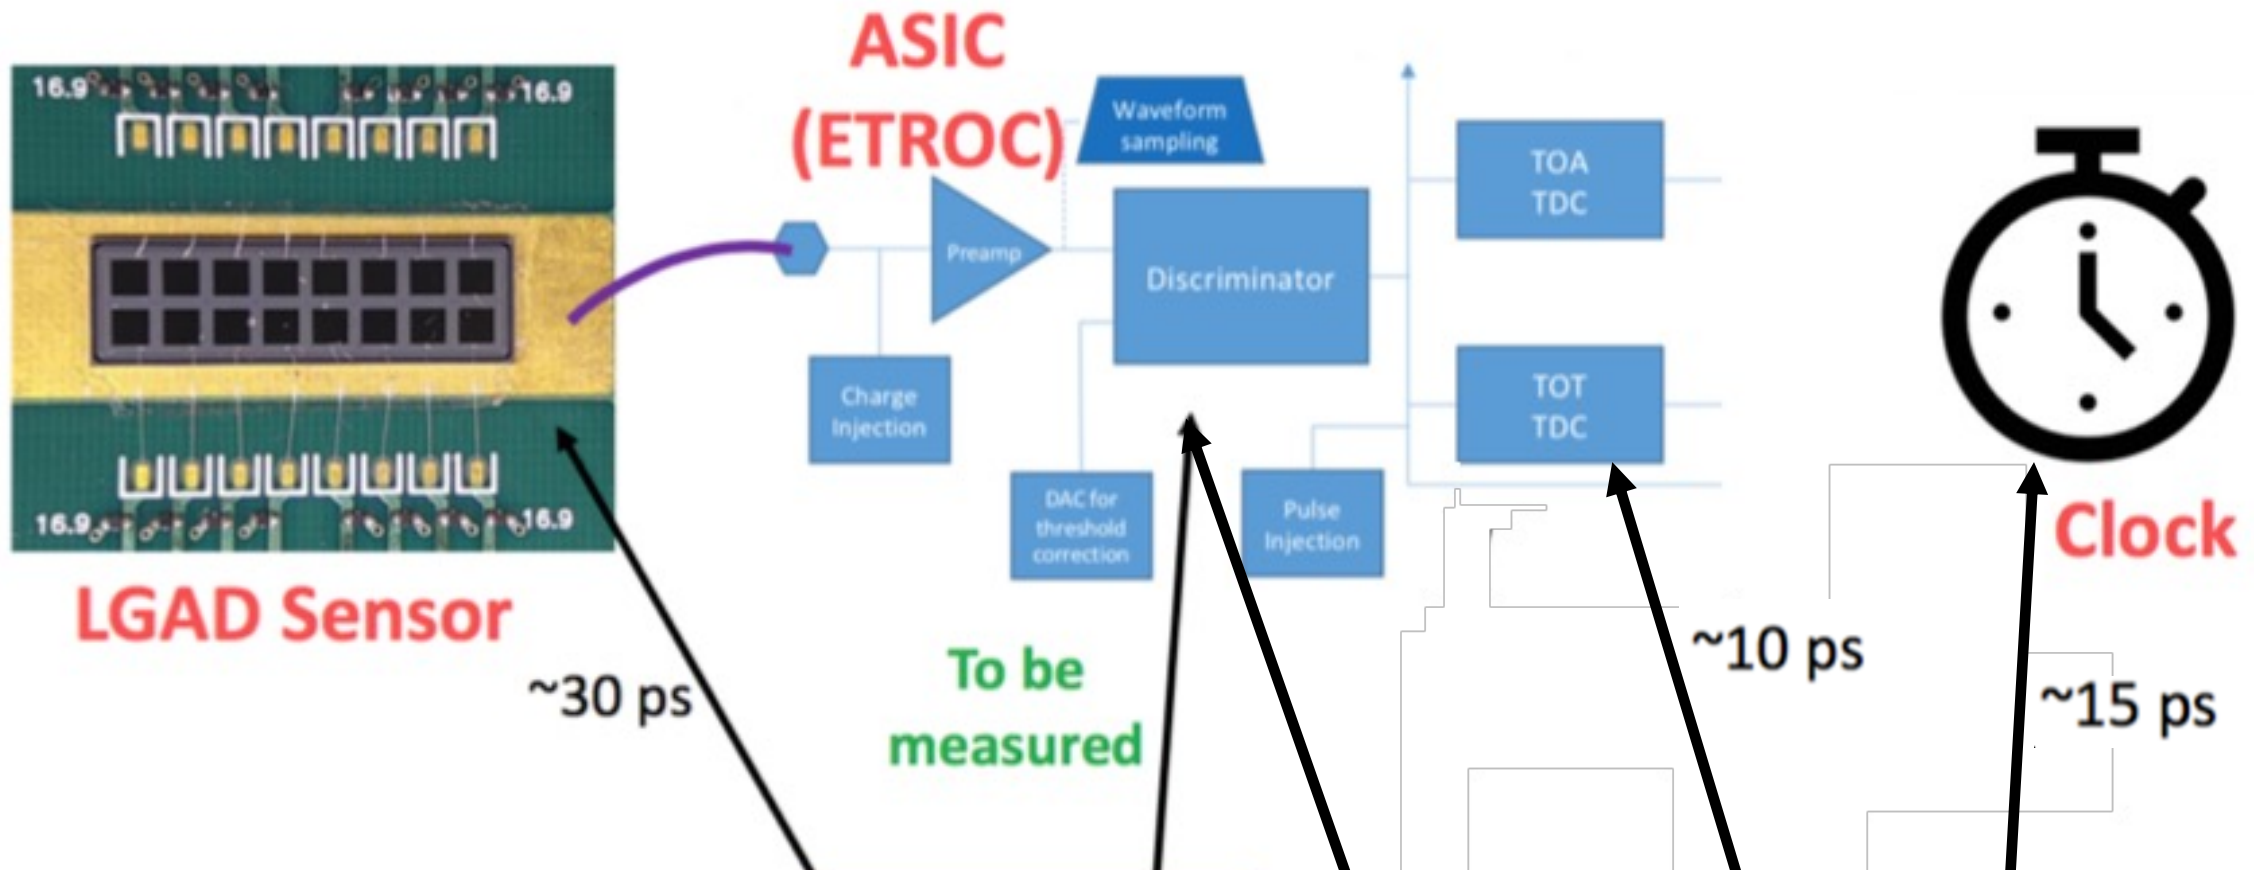 ASIC
(ETROC)
16.9
16.9
Waveform
sampling
TOA
TDC
Preamp
Discriminator
Charge
Injection
TOT
TDC
DAC for
threshold
correction
Pulse
Injection
16.9
16.9
Clock
LGAD Sensor
To be
measured
~30 ps
~10 ps
~15 ps